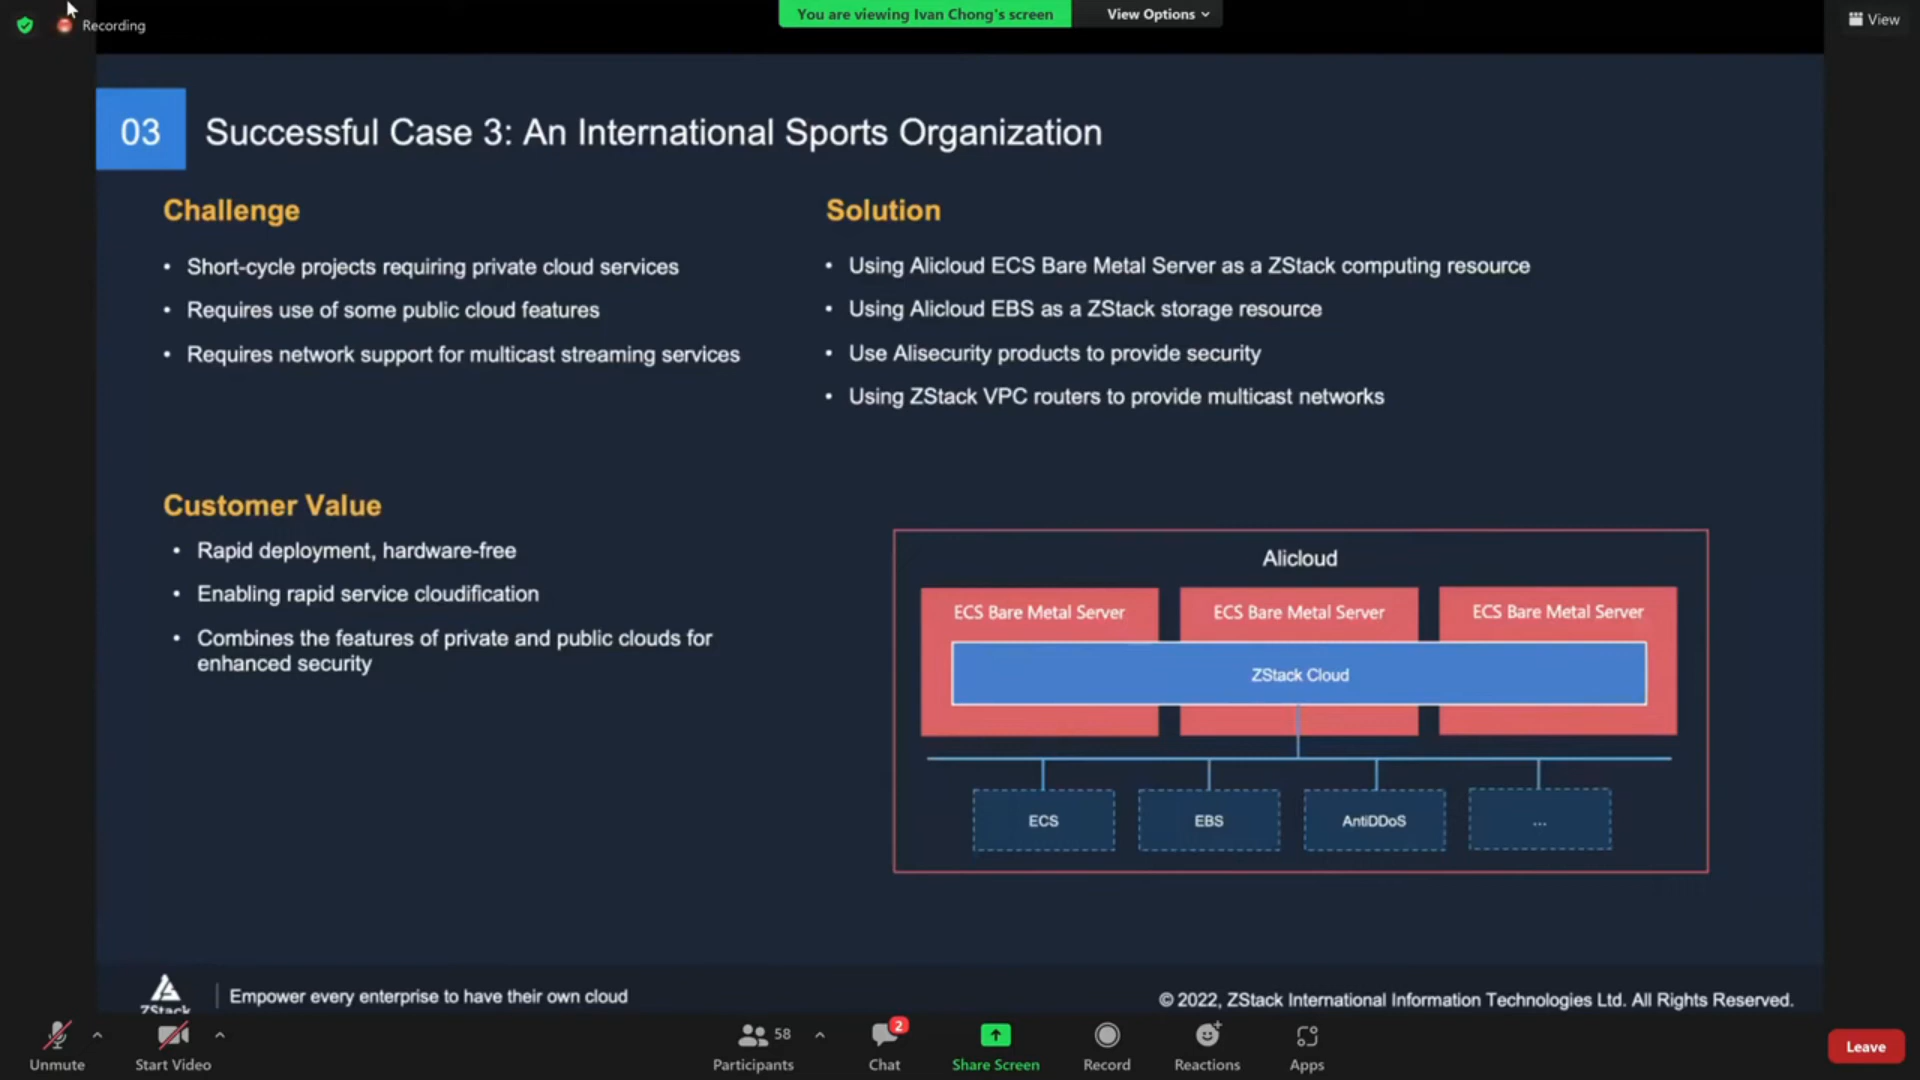 Recording
You are viewing Ivan Chong's screen
View Options
View
03
Successful Case 3: An International Sports Organization
Challenge
• Short-cycle projects requiring private cloud services
• Requires use of some public cloud features
• Requires network support for multicast streaming services
Solution
• Using Alicloud ECS Bare Metal Server as a ZStack computing resource
• Using Alicloud EBS as a ZStack storage resource
• Use Alisecurity products to provide security
• Using ZStack VPC routers to provide multicast networks
Customer Value
• Rapid deployment, hardware-free
• Enabling rapid service cloudification
• Combines the features of private and public clouds for
enhanced security
Alicloud
ECS Bare Metal Server
ECS Bare Metal Server
ECS Bare Metal Server
ZStack Cloud
ECS
EBS
AntiDDoS
...
ZStack
Empower every enterprise to have their own cloud
© 2022, ZStack International Information Technologies Ltd. All Rights Reserved.
Unmute
Start Video
58
Participants
2
Chat
Share Screen
Record
Reactions
Apps
Leave